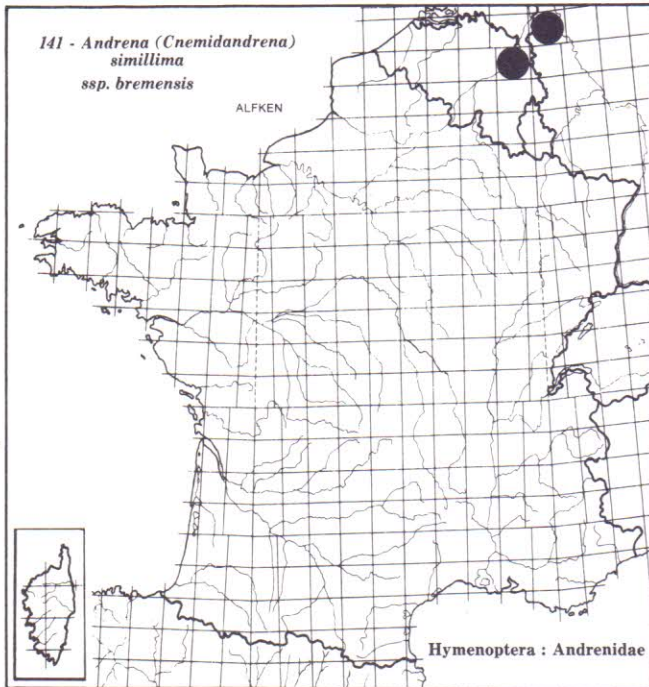 141 - Andrena (Cnemidandrena)
simillima
ssp. bremensis
ALFKEN
Hymenoptera : Andrenidae